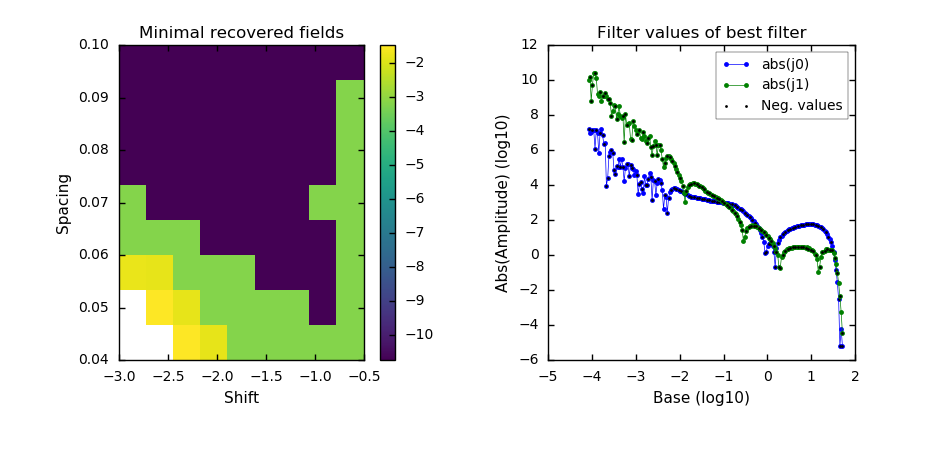 Minimal recovered fields
0.10
0.09
0.08
0.07
0.06
0.05
0.04
Spacing
−3.0 −2.5 −2.0 −1.5 −1.0 −0.5
Shift
−2
−3
−4
−5
−6
−7
−8
−9
−10
Filter values of best filter
12
10
8
6
4
2
0
−2
−4
−6
Abs(Amplitude) (log10)
abs(j0)
abs(j1)
Neg. values
−5 −4 −3 −2 −1 0 1 2
Base (log10)